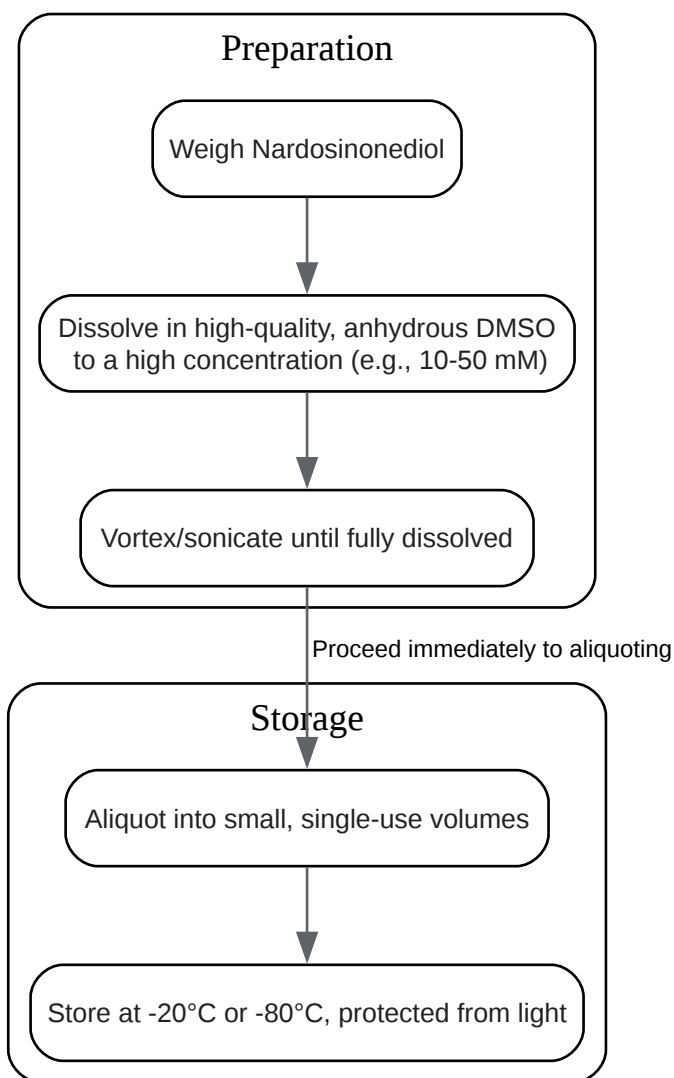 Preparation
Weigh Nardosinonediol
Dissolve in high-quality, anhydrous DMSO
to a high concentration (e.g., 10-50 mM)
Vortex/sonicate until fully dissolved
Proceed immediately to aliquoting
Storage
Aliquot into small, single-use volumes
Store at -20°C or -80°C, protected from light